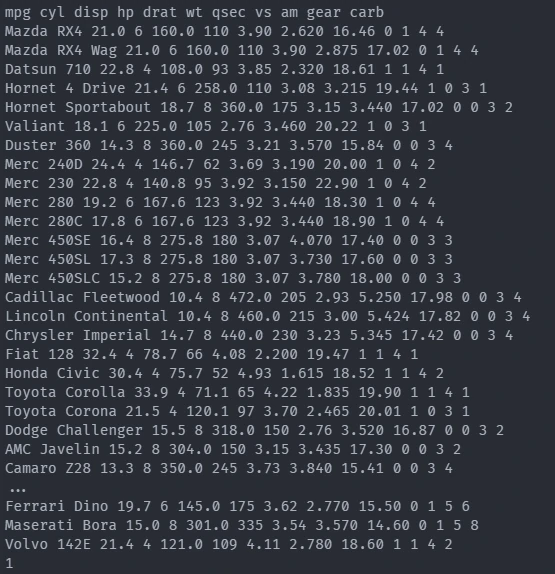 mpg cyl disp hp drat wt qsec vs am gear carb
Mazda RX4 21.0 6 160.0 110 3.90 2.620 16.46 0 1 4 4
Mazda RX4 Wag 21.0 6 160.0 110 3.90 2.875 17.02 0 1 4 4
Datsun 710 22.8 4 108.0 93 3.85 2.320 18.61 1 1 4 1
Hornet 4 Drive 21.4 6 258.0 110 3.08 3.215 19.44 1 0 3 1
Hornet Sportabout 18.7 8 360.0 175 3.15 3.440 17.02 0 0 3 2
Valiant 18.1 6 225.0 105 2.76 3.460 20.22 1 0 3 1
Duster 360 14.3 8 360.0 245 3.21 3.570 15.84 0 0 3 4
Merc 240D 24.4 4 146.7 62 3.69 3.190 20.00 1 0 4 2
Merc 230 22.8 4 140.8 95 3.92 3.150 22.90 1 0 4 2
Merc 280 19.2 6 167.6 123 3.92 3.440 18.30 1 0 4 4
Merc 280C 17.8 6 167.6 123 3.92 3.440 18.90 1 0 4 4
Merc 450SE 16.4 8 275.8 180 3.07 4.070 17.40 0 0 3 3
Merc 450SL 17.3 8 275.8 180 3.07 3.730 17.60 0 0 3 3
Merc 450SLC 15.2 8 275.8 180 3.07 3.780 18.00 0 0 3 3
Cadillac Fleetwood 10.4 8 472.0 205 2.93 5.250 17.98 0 0 3 4
Lincoln Continental 10.4 8 460.0 215 3.00 5.424 17.82 0 0 3 4
Chrysler Imperial 14.7 8 440.0 230 3.23 5.345 17.42 0 0 3 4
Fiat 128 32.4 4 78.7 66 4.08 2.200 19.47 1 1 4 1
Honda Civic 30.4 4 75.7 52 4.93 1.615 18.52 1 1 4 2
Toyota Corolla 33.9 4 71.1 65 4.22 1.835 19.90 1 1 4 1
Toyota Corona 21.5 4 120.1 97 3.70 2.465 20.01 1 0 3 1
Dodge Challenger 15.5 8 318.0 150 2.76 3.520 16.87 0 0 3 2
AMC Javelin 15.2 8 304.0 150 3.15 3.435 17.30 0 0 3 2
Camaro Z28 13.3 8 350.0 245 3.73 3.840 15.41 0 0 3 4
...
Ferrari Dino 19.7 6 145.0 175 3.62 2.770 15.50 0 1 5 6
Maserati Bora 15.0 8 301.0 335 3.54 3.570 14.60 0 1 5 8
Volvo 142E 21.4 4 121.0 109 4.11 2.780 18.60 1 1 4 2
1